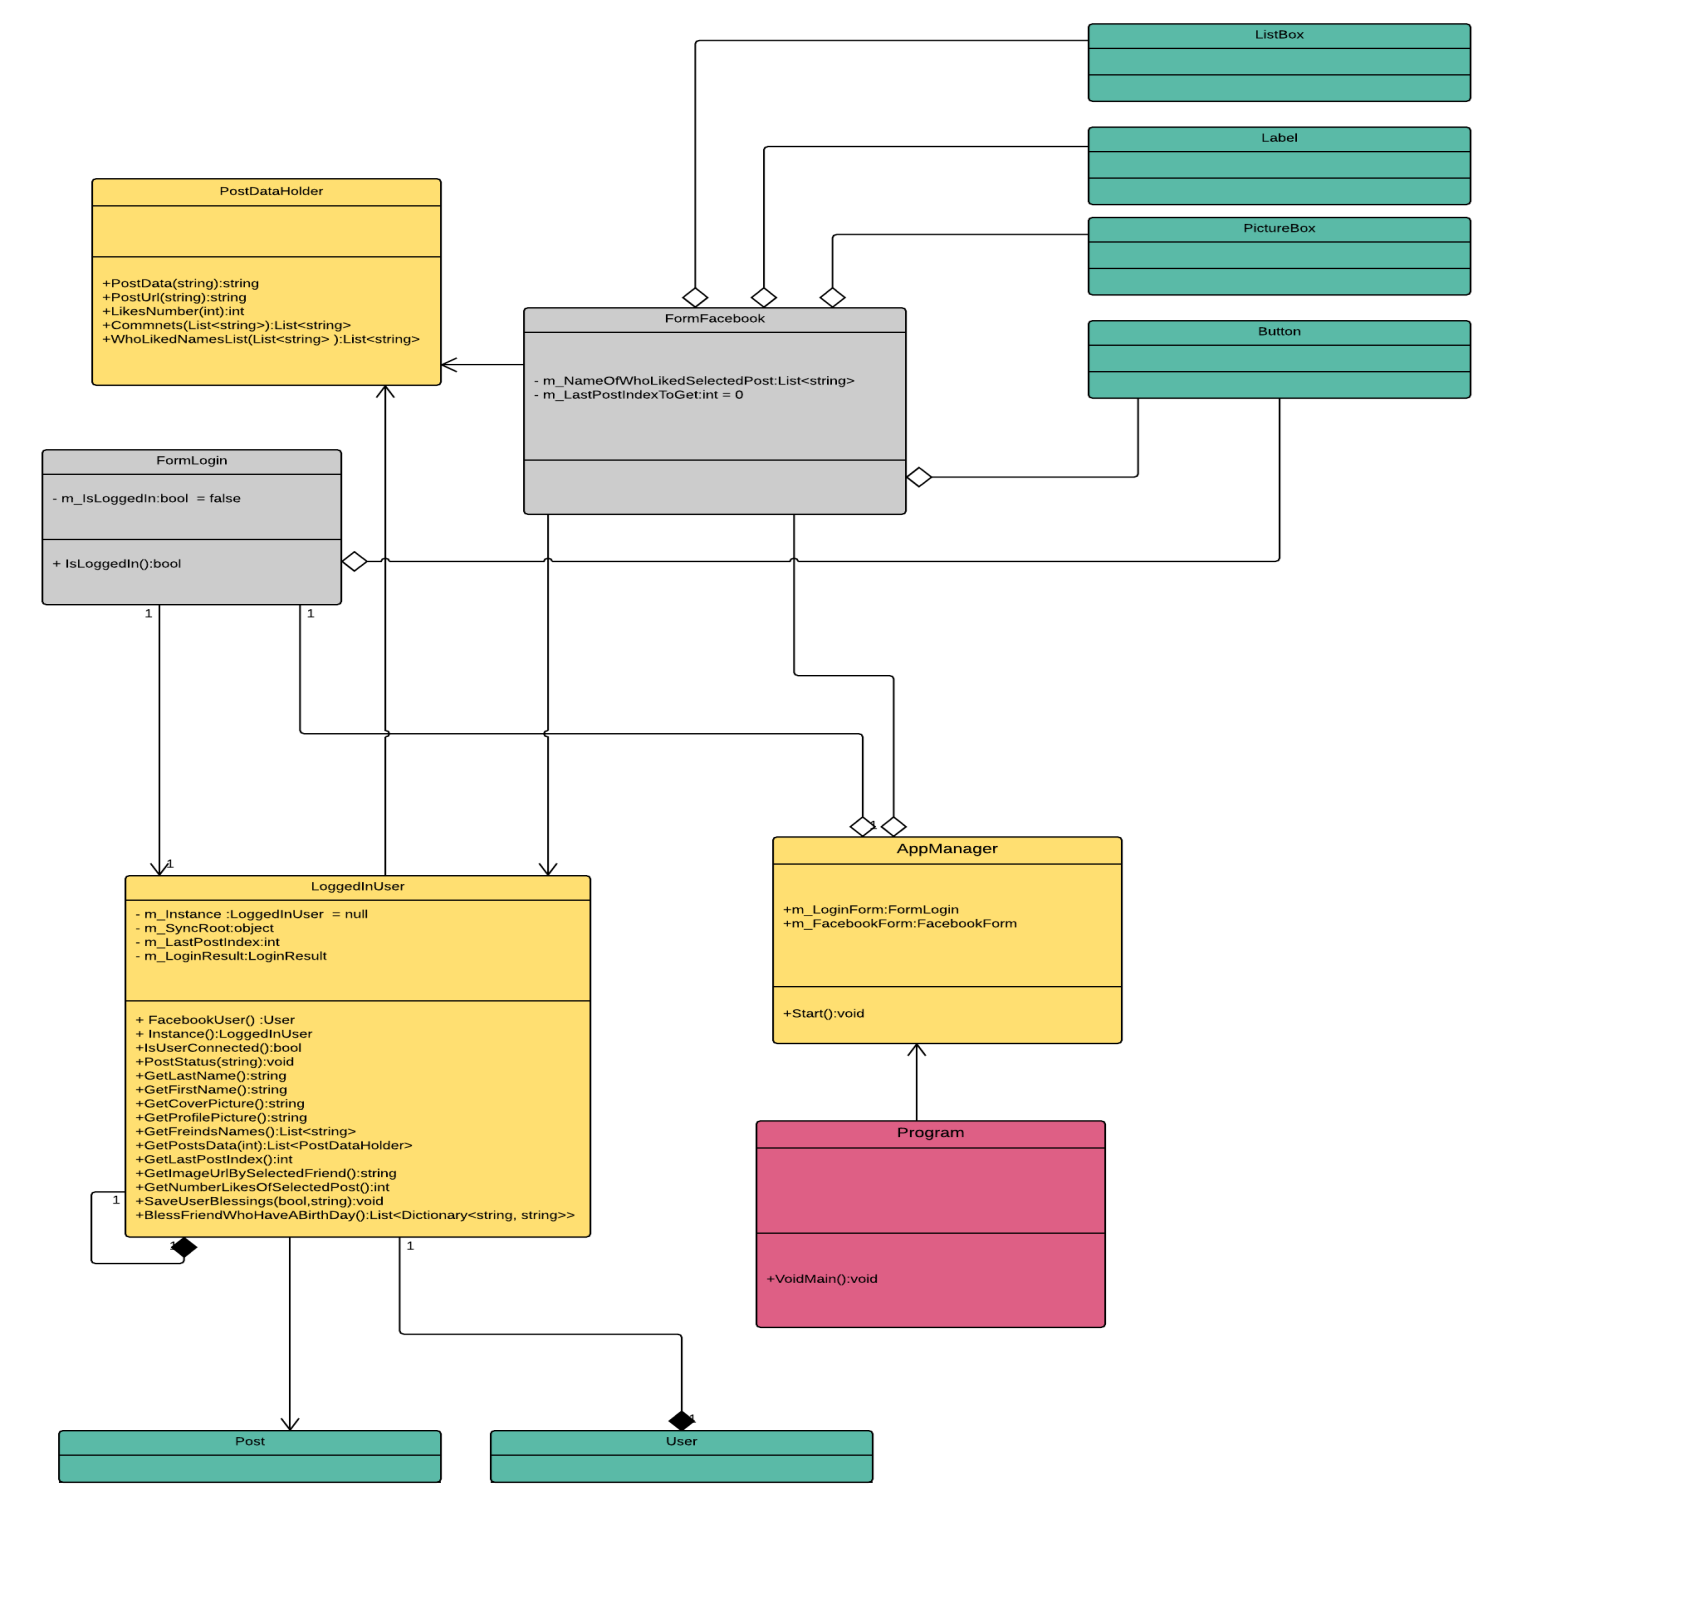 ListBox
Label
PictureBox
Button
PostDataHolder
+PostData(string):string
+PostUrl(string):string
+LikesNumber(int):int
+Commnets(List<string>):List<string>
+WhoLikedNamesList(List<string> ):List<string>
FormFacebook
- m_NameOfWhoLikedSelectedPost:List<string>
- m_LastPostIndexToGet:int = 0
FormLogin
- m_IsLoggedIn:bool  = false
+ IsLoggedIn():bool
1
1
1
1
LoggedInUser
- m_Instance :LoggedInUser  = null
- m_SyncRoot:object
- m_LastPostIndex:int
- m_LoginResult:LoginResult
+ FacebookUser() :User
+ Instance():LoggedInUser
+IsUserConnected():bool
+PostStatus(string):void
+GetLastName():string
+GetFirstName():string
+GetCoverPicture():string
+GetProfilePicture():string
+GetFreindsNames():List<string>
+GetPostsData(int):List<PostDataHolder>
+GetLastPostIndex():int
+GetImageUrlBySelectedFriend():string
+GetNumberLikesOfSelectedPost():int
+SaveUserBlessings(bool,string):void
+BlessFriendWhoHaveABirthDay():List<Dictionary<string, string>>
1
1
1
AppManager
+m_LoginForm:FormLogin
+m_FacebookForm:FacebookForm
+Start():void
Program
+VoidMain():void
1
Post
User